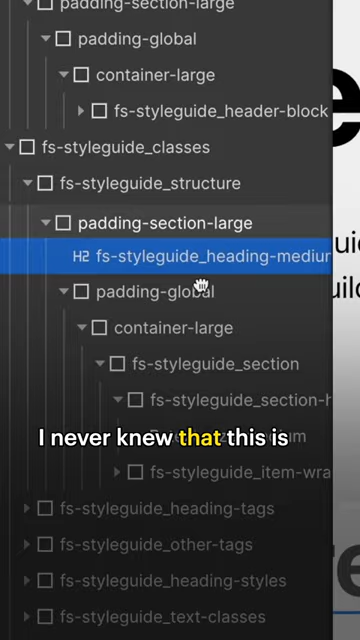 padding-section-large
padding-global
container-large
fs-styleguide_header-block
fs-styleguide_classes
fs-styleguide_structure
padding-section-large
H2 fs-styleguide_heading-medium
padding-global
container-large
fs-styleguide_section
fs-styleguide_section-h
I never knew that this is
fs-styleguide_item-wra
fs-styleguide_heading-tags
fs-styleguide_other-tags
fs-styleguide_heading-styles
fs-styleguide_text-classes